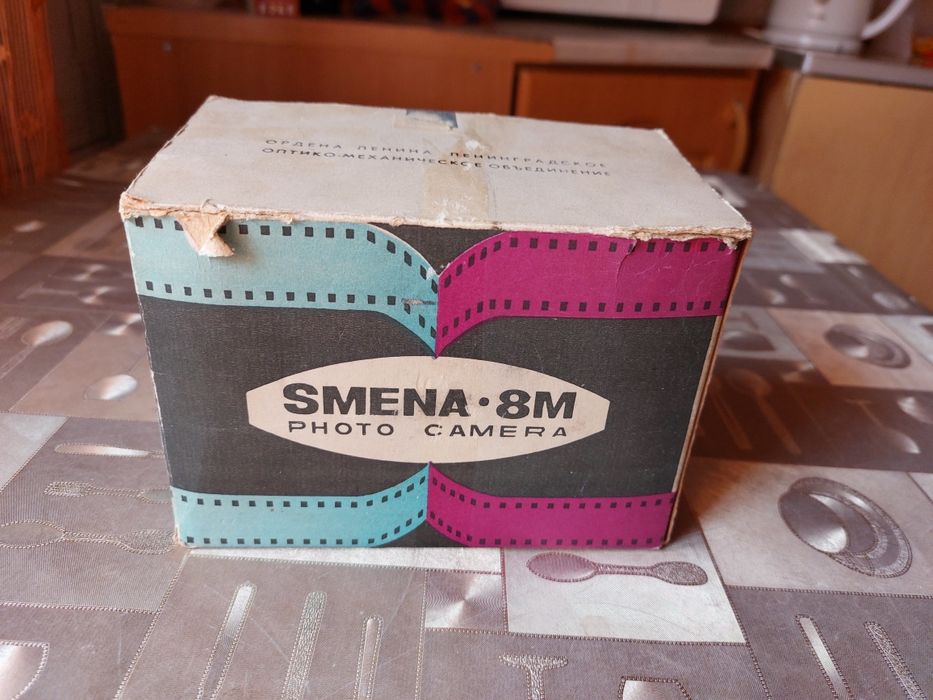 ОРДЕНА ЛЕНИНА ЛЕНИНГРАДСКОЕ
ОПТИКО-МЕХАНИЧЕСКОЕ ОБЪЕДИНЕНИЕ
SMENA·8M
PHOTO CAMERA